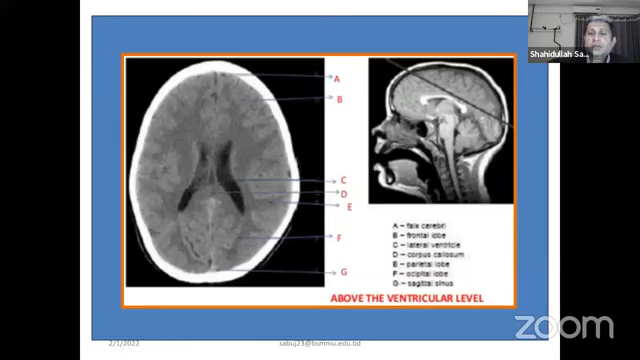 Shahidullah Sa...
A
B
C
D
E
F
G
A – falx cerebri
B – frontal lobe
C – lateral ventricle
D – corpus callosum
E – parietal lobe
F – ocipital lobe
G – sagittal sinus
ABOVE THE VENTRICULAR LEVEL
2/1/2022
sabuj23@bsmmu.edu.bd
zoom